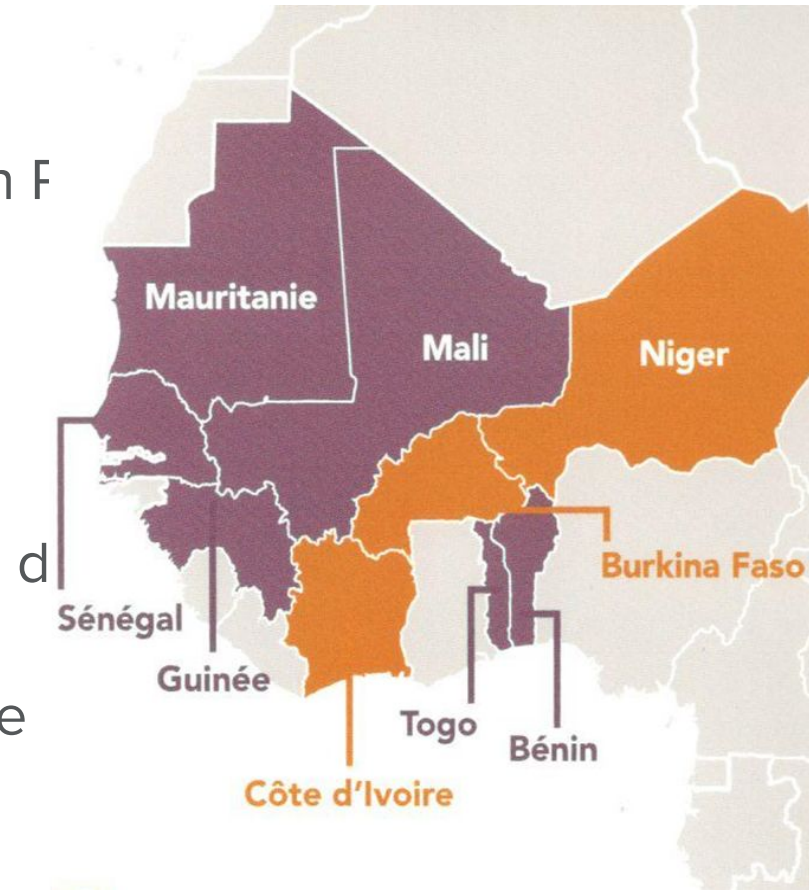 n F
Mauritanie
Mali
Niger
d
Burkina Faso
Sénégal
Guinée
e
Togo
Bénin
Côte d'Ivoire